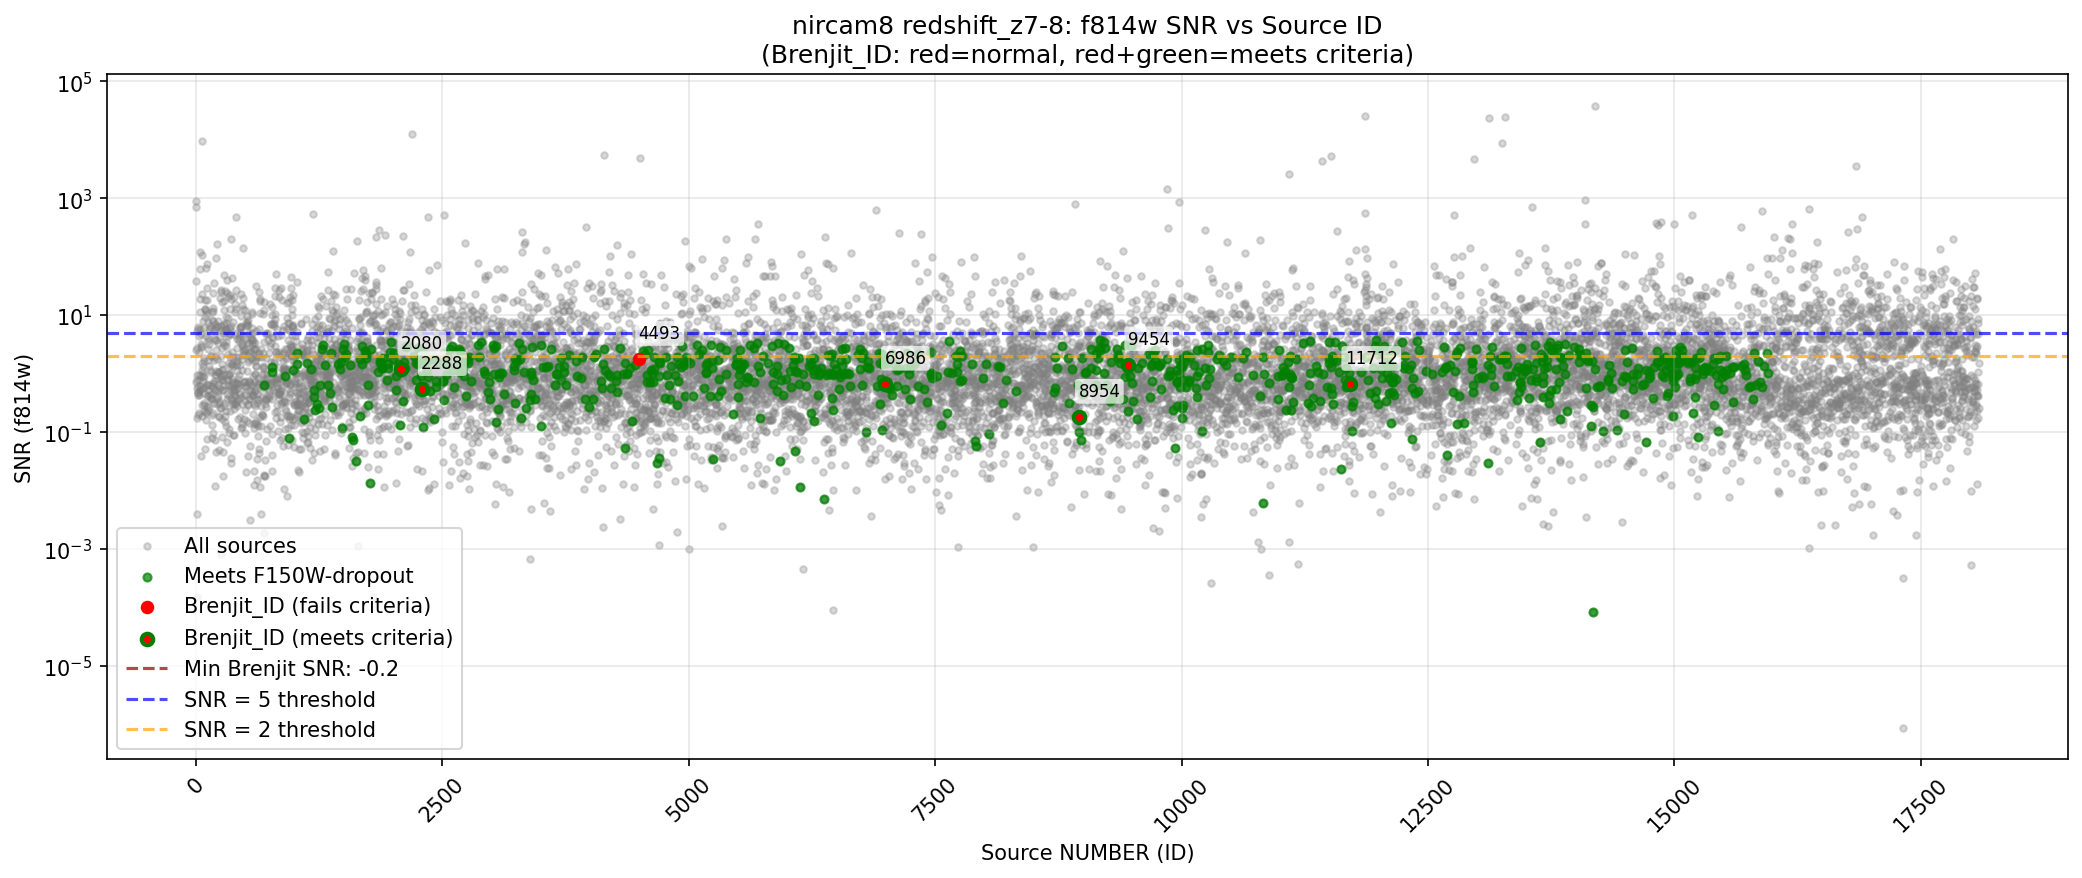 nircam8 redshift_z7-8: f814w SNR vs Source ID
(Brenjit_ID: red=normal, red+green=meets criteria)
SNR (f814w)
10^5
10^3
10^1
10^-1
10^-3
10^-5
2080
2288
4493
6986
8954
9454
11712
All sources
Meets F150W-dropout
Brenjit_ID (fails criteria)
Brenjit_ID (meets criteria)
Min Brenjit SNR: -0.2
SNR = 5 threshold
SNR = 2 threshold
0
2500
5000
7500
10000
12500
15000
17500
Source NUMBER (ID)